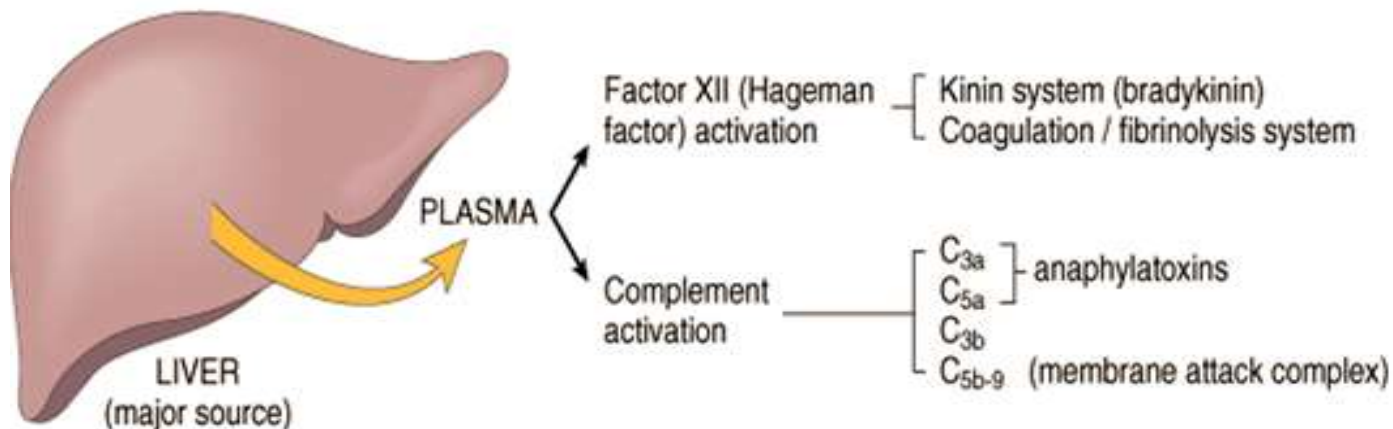 Factor XII (Hageman
factor) activation
Kinin system (bradykinin)
Coagulation / fibrinolysis system
PLASMA
Complement
activation
C3a
C5a
anaphylatoxins
C3b
C5b-9 (membrane attack complex)
LIVER
(major source)